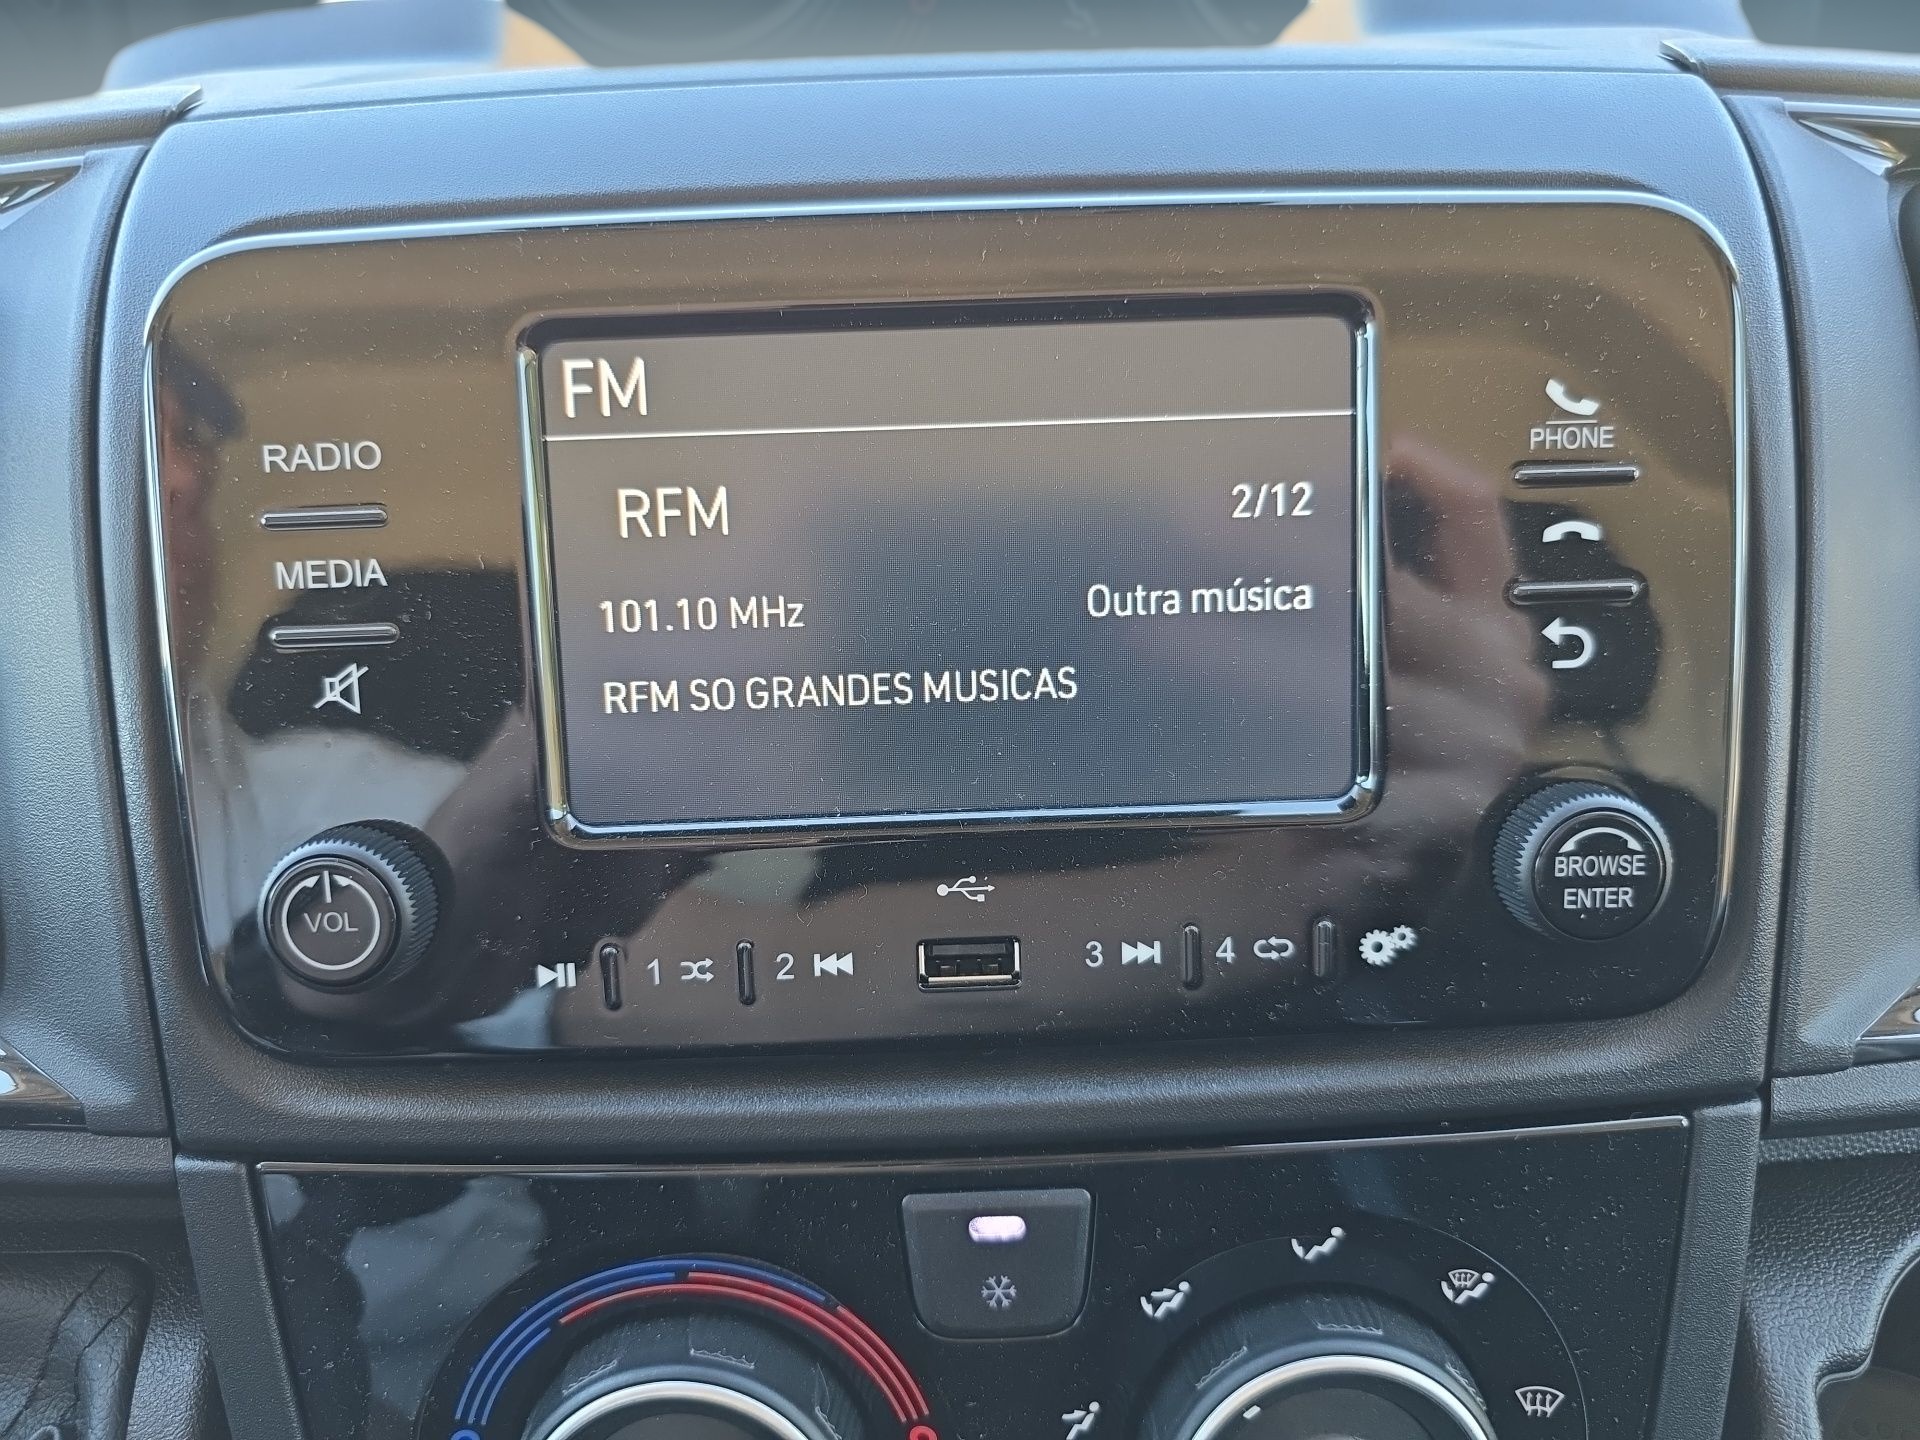 FM
RADIO
MEDIA
RFM
2/12
101.10 MHz
Outra música
RFM SO GRANDES MUSICAS
PHONE
VOL
BROWSE
ENTER
1
2
3
4